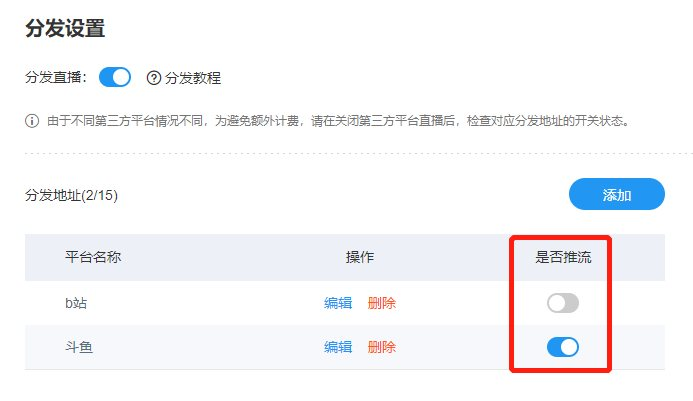 分发设置
分发直播： 分发教程
由于不同第三方平台情况不同，为避免额外计费，请在关闭第三方平台直播后，检查对应分发地址的开关状态。
分发地址(2/15) 添加
平台名称 操作 是否推流
b站 编辑 删除
斗鱼 编辑 删除